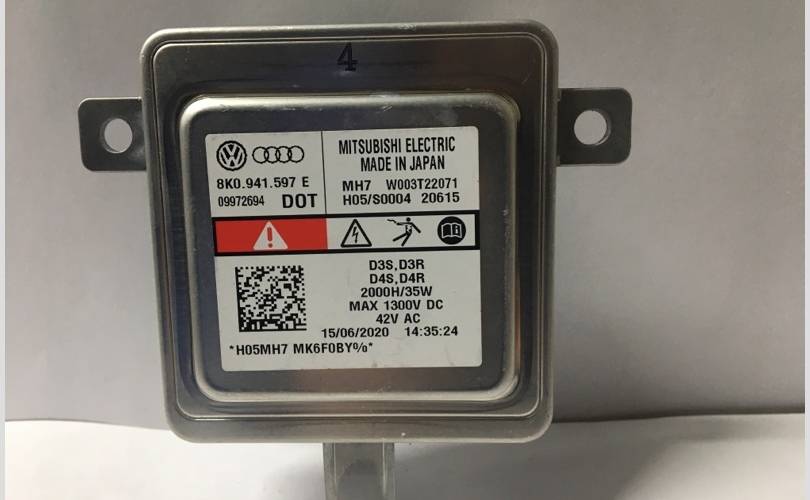 4
8K0.941.597 E
09972694 DOT
MITSUBISHI ELECTRIC
MADE IN JAPAN
MH7 W003T22071
H05/S0004 20615
D3S,D3R
D4S,D4R
2000H/35W
MAX 1300V DC
42V AC
15/06/2020 14:35:24
*H05MH7 MK6F0BY%*